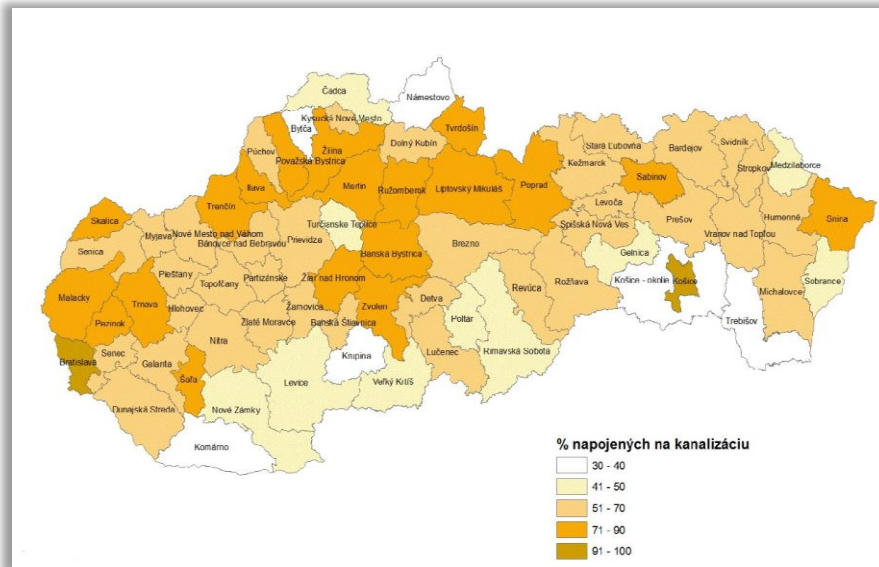 Čadca
Námestovo
Kysucké Nové Mesto
Bytča
Tvrdošín
Púchov
Žilina
Dolný Kubín
Stará Ľubovňa
Bardejov
Svidník
Považská Bystrica
Kežmarok
Stropkov
Medzilaborce
Ilava
Martin
Ružomberok
Liptovský Mikuláš
Poprad
Sabinov
Trenčín
Levoča
Skalica
Turčianske Teplice
Prešov
Humenné
Snina
Myjava
Nové Mesto nad Váhom
Spišská Nová Ves
Vranov nad Topľou
Senica
Bánovce nad Bebravou
Prievidza
Banská Bystrica
Brezno
Gelnica
Piešťany
Topoľčany
Partizánske
Žiar nad Hronom
Košice - okolie
Košice
Sobrance
Malacky
Trnava
Hlohovec
Žarnovica
Zvolen
Detva
Revúca
Rožňava
Michalovce
Pezinok
Zlaté Moravce
Banská Štiavnica
Poltár
Trebišov
Nitra
Bratislava
Senec
Galanta
Krupina
Lučenec
Rimavská Sobota
Šaľa
Levice
Veľký Krtíš
Dunajská Streda
Nové Zámky
Komárno
% napojených na kanalizáciu
30 - 40
41 - 50
51 - 70
71 - 90
91 - 100